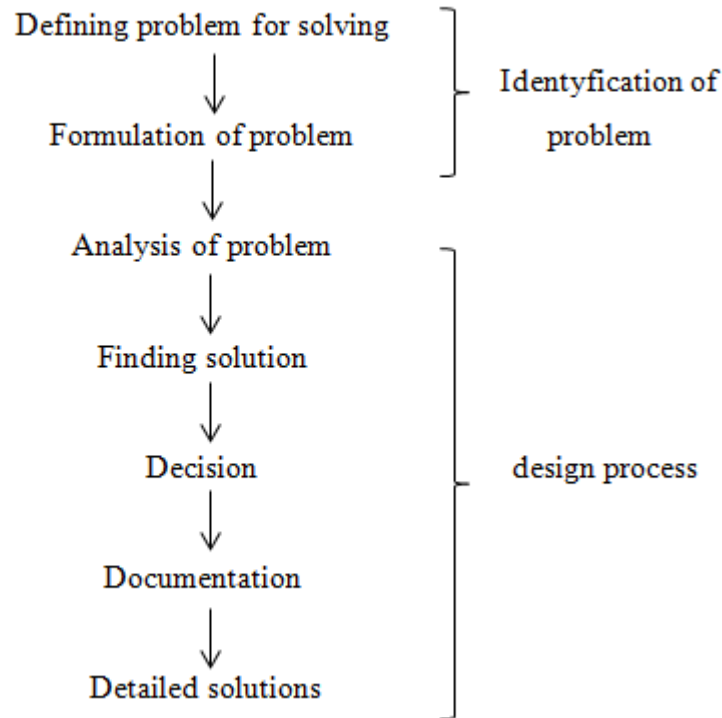 Defining problem for solving
Identyfication of
problem
Formulation of problem
Analysis of problem
Finding solution
Decision
design process
Documentation
Detailed solutions